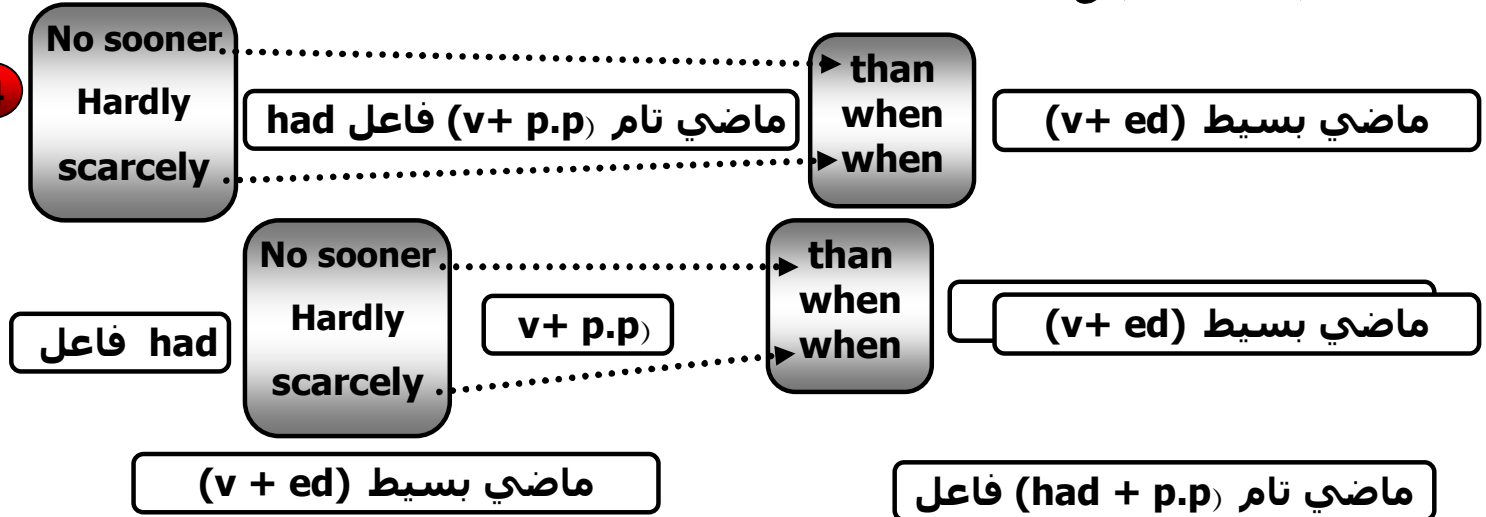 No sooner
Hardly
scarcely
had فاعل (v+ p.p) ماضي تام
than
when
when
ماضي بسيط (v+ ed)
had فاعل
No sooner
Hardly
scarcely
v+ p.p)
than
when
when
ماضي بسيط (v+ ed)
ماضي بسيط (v + ed)
ماضي تام (had + p.p) فاعل